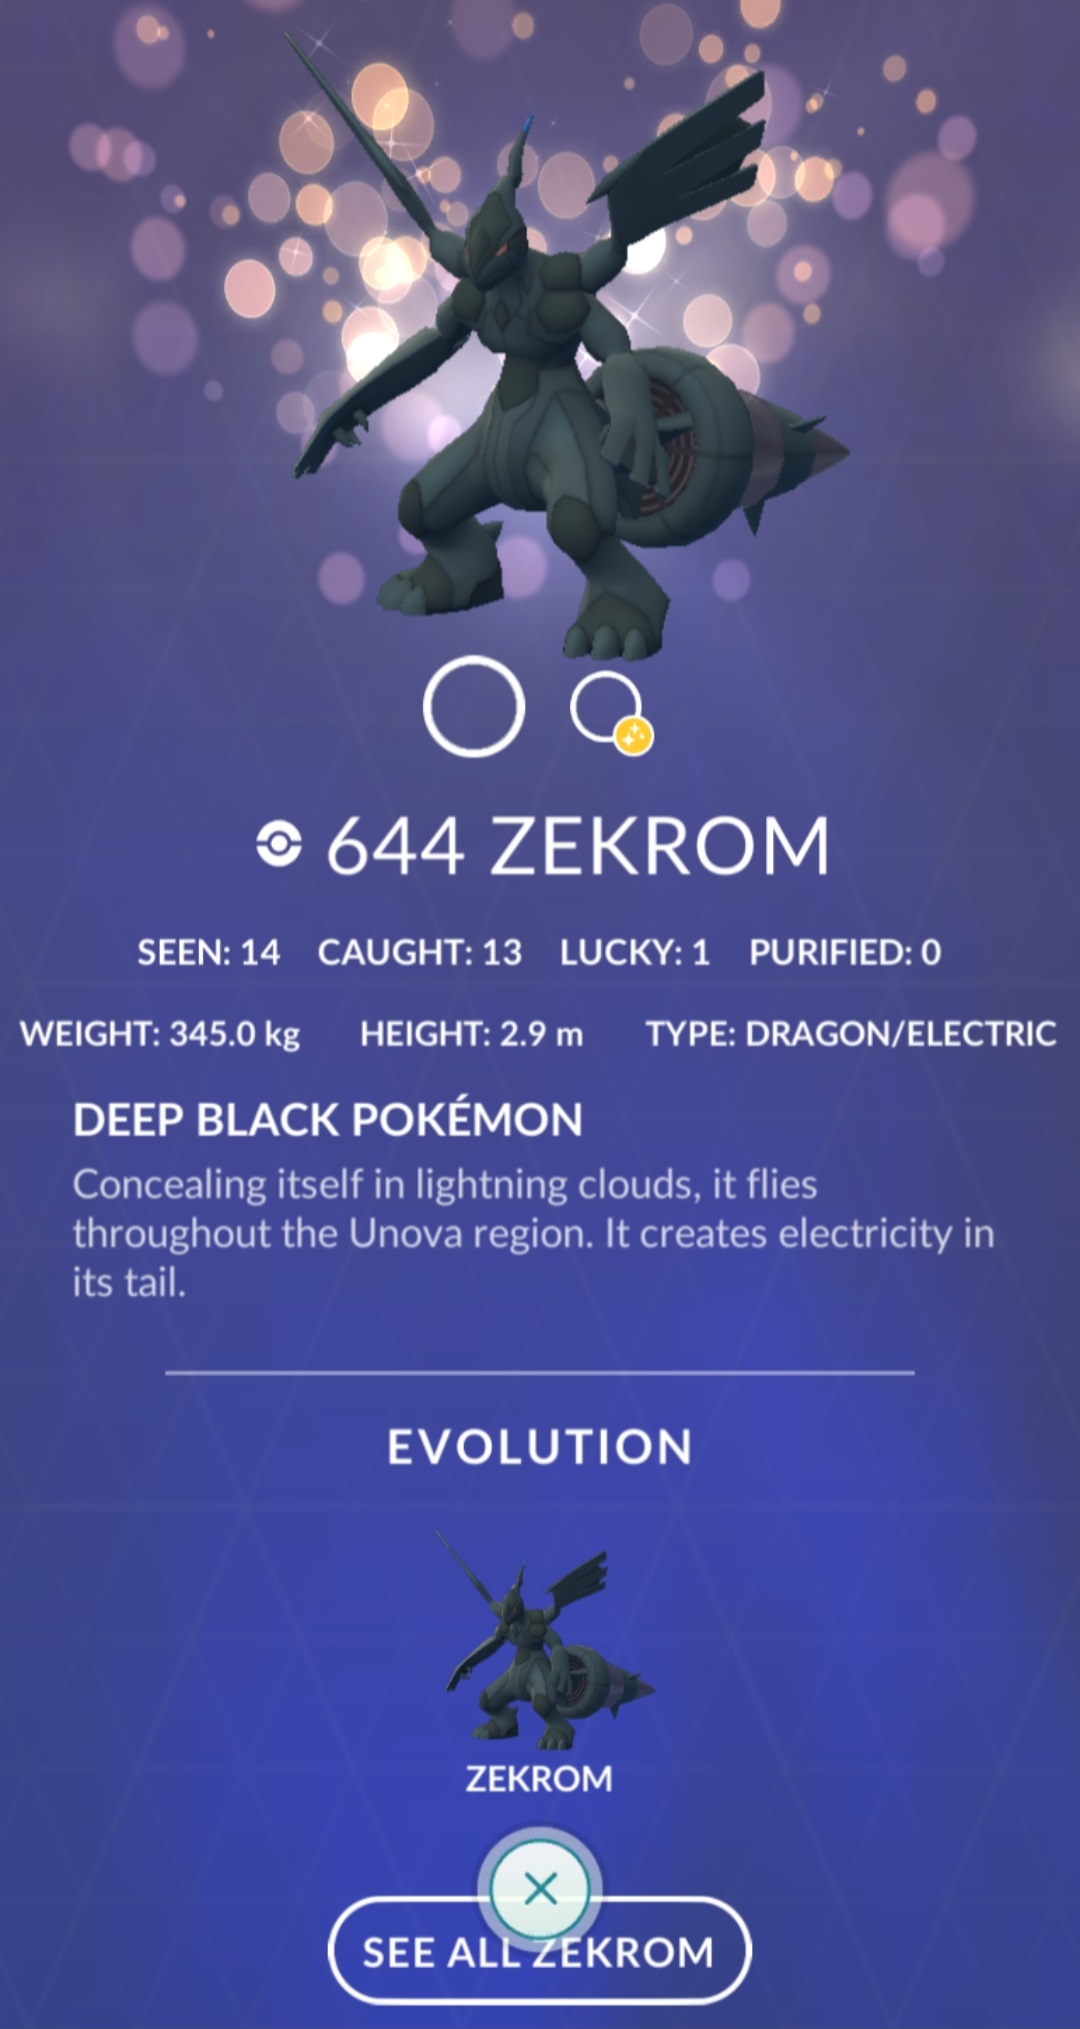 644 ZEKROM
SEEN: 14 CAUGHT: 13 LUCKY: 1 PURIFIED: 0
WEIGHT: 345.0 kg HEIGHT: 2.9 m TYPE: DRAGON/ELECTRIC
DEEP BLACK POKÉMON
Concealing itself in lightning clouds, it flies
throughout the Unova region. It creates electricity in
its tail.
EVOLUTION
ZEKROM
SEE ALL ZEKROM